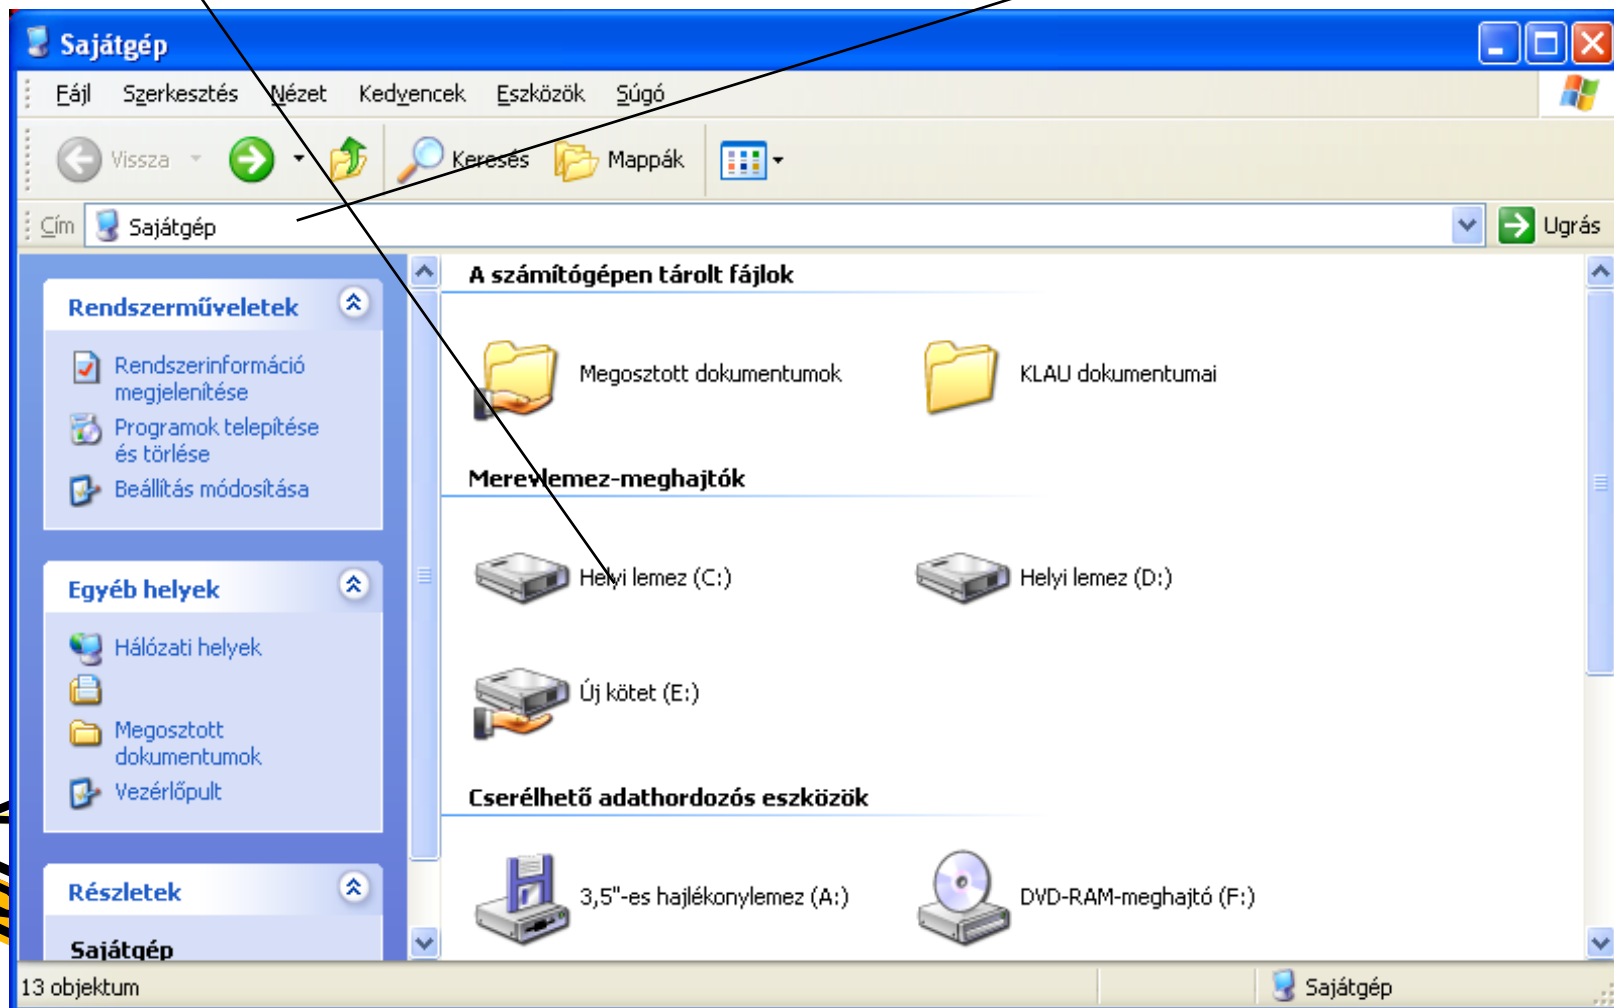 Sajátgép
Fájl Szerkesztés Nézet Kedvencek Eszközök Súgó
Vissza Keresés Mappák
Cím Sajátgép Ugrás
Rendszerműveletek
Rendszerinformáció
megjelenítése
Programok telepítése
és törlése
Beállítás módosítása
Egyéb helyek
Hálózati helyek
Megosztott
dokumentumok
Vezérlőpult
Részletek
Sajátgép
A számítógépen tárolt fájlok
Megosztott dokumentumok KLAU dokumentumai
Merevlemez-meghajtók
Helyi lemez (C:) Helyi lemez (D:)
Új kötet (E:)
Cserélhető adathordozós eszközök
3,5"-es hajlékonylemez (A:) DVD-RAM-meghajtó (F:)
13 objektum Sajátgép